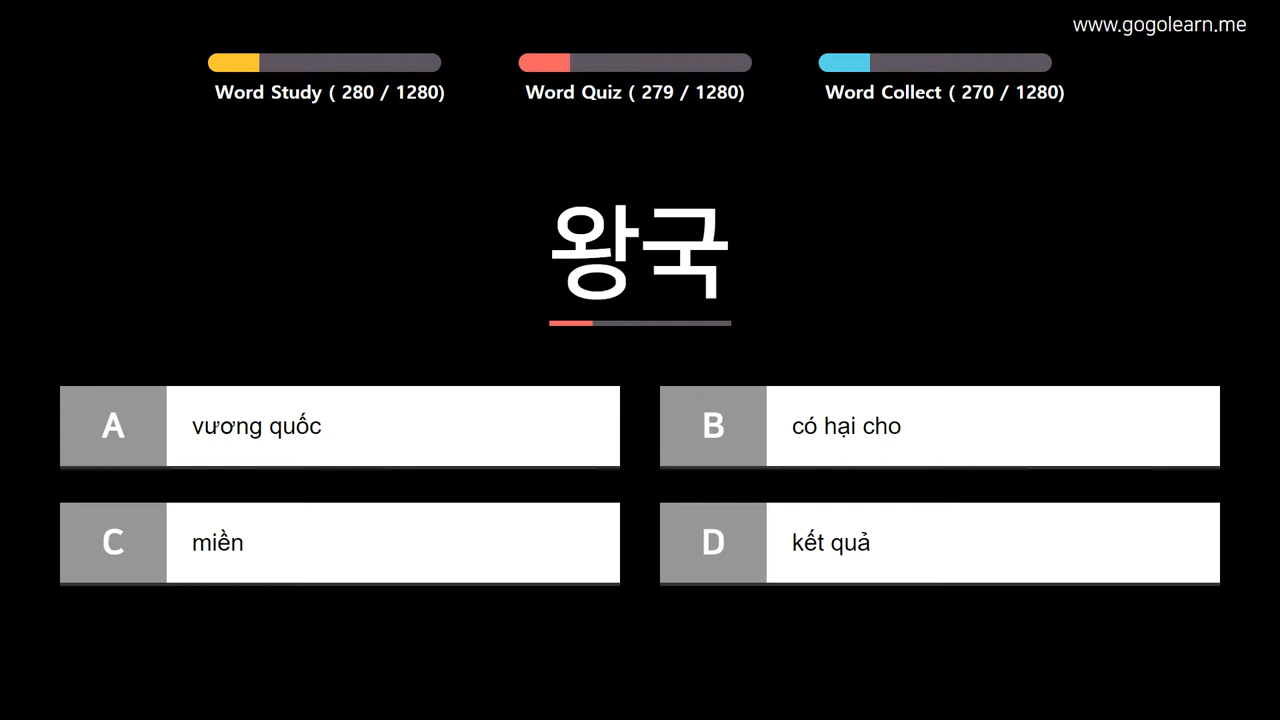 www.gogolearn.me
Word Study ( 280 / 1280)
Word Quiz ( 279 / 1280)
Word Collect ( 270 / 1280)
왕국
A
vương quốc
B
có hại cho
C
miền
D
kết quả